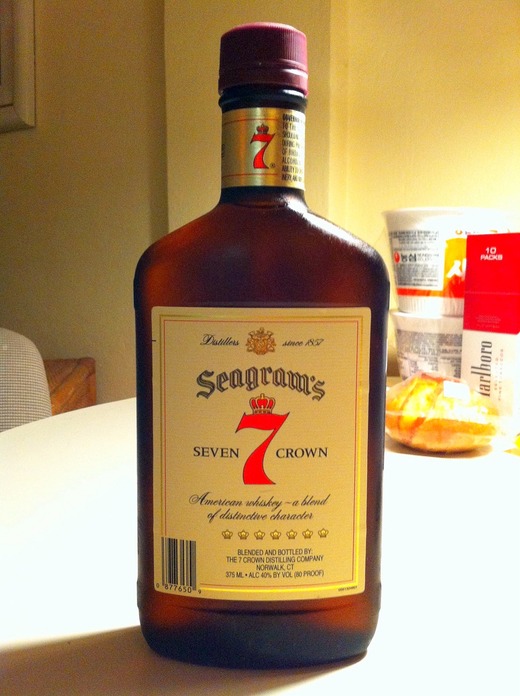 7
Distillers since 1857
Seagram's
SEVEN 7 CROWN
American whiskey—a blend
of distinctive character
BLENDED AND BOTTLED BY:
THE 7 CROWN DISTILLING COMPANY
NORWALK, CT
375 ML • ALC 40% BY VOL (80 PROOF)
10
PACKS
Marlboro